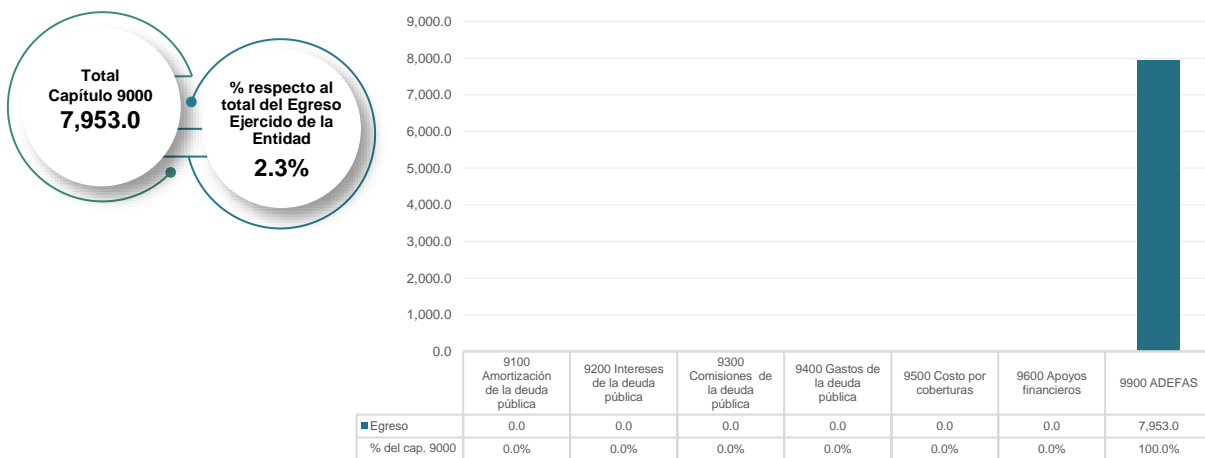 Total
Capítulo 9000
7,953.0
% respecto al
total del Egreso
Ejercido de la
Entidad
2.3%
9,000.0
8,000.0
7,000.0
6,000.0
5,000.0
4,000.0
3,000.0
2,000.0
1,000.0
0.0
9100
Amortización
de la deuda
pública
9200 Intereses
de la deuda
pública
9300
Comisiones de
la deuda
pública
9400 Gastos de
la deuda
pública
9500 Costo por
coberturas
9600 Apoyos
financieros
9900 ADEFAS
Egreso 0.0 0.0 0.0 0.0 0.0 0.0 7,953.0
% del cap. 9000 0.0% 0.0% 0.0% 0.0% 0.0% 0.0% 100.0%